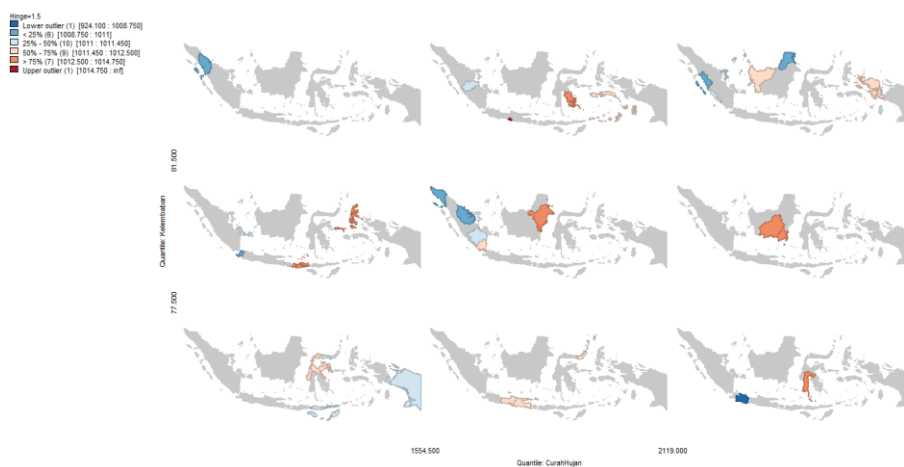 Hinge=1.5
Lower outlier (1) [924.100 : 1008.750]
< 25% (6) [1008.750 : 1011]
25% - 50% (10) [1011 : 1011.450]
50% - 75% (9) [1011.450 : 1012.500]
> 75% (7) [1012.500 : 1014.750]
Upper outlier (1) [1014.750 : inf]
81.500
Quantile: Kelembaban
77.500
1554.500
2119.000
Quantile: CurahHujan